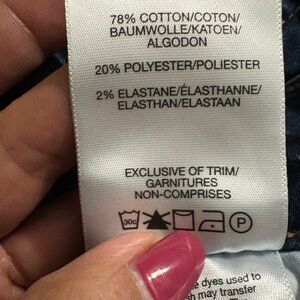 78% COTTON/COTON/
BAUMWOLLE/KATOEN/
ALGODON
20% POLYESTER/POLIESTER
2% ELASTANE/ÉLASTHANNE/
ELASTHAN/ELASTAAN
EXCLUSIVE OF TRIM/
GARNITURES
NON-COMPRISES
30c P
dyes used to
may transfer